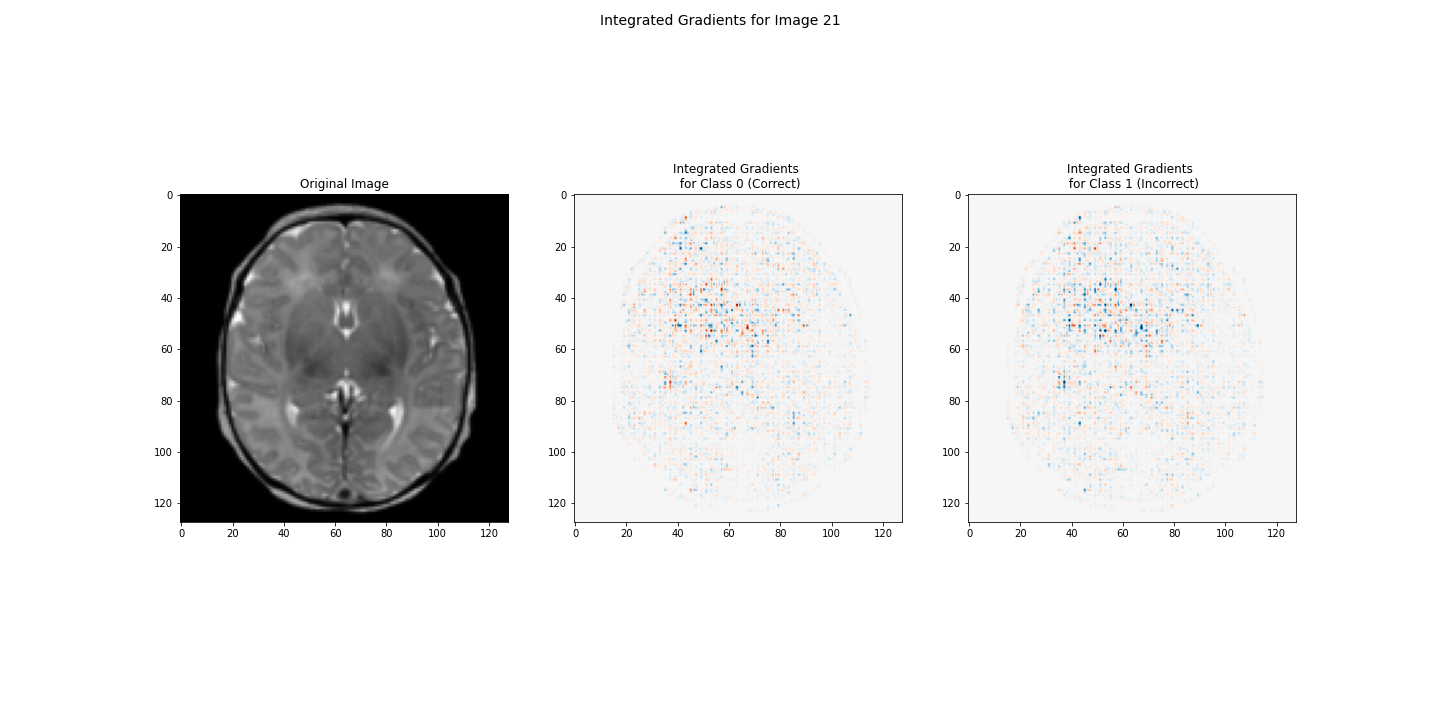 Integrated Gradients for Image 21
Original Image
0
20
40
60
80
100
120
0 20 40 60 80 100 120
Integrated Gradients
for Class 0 (Correct)
0
20
40
60
80
100
120
0 20 40 60 80 100 120
Integrated Gradients
for Class 1 (Incorrect)
0
20
40
60
80
100
120
0 20 40 60 80 100 120